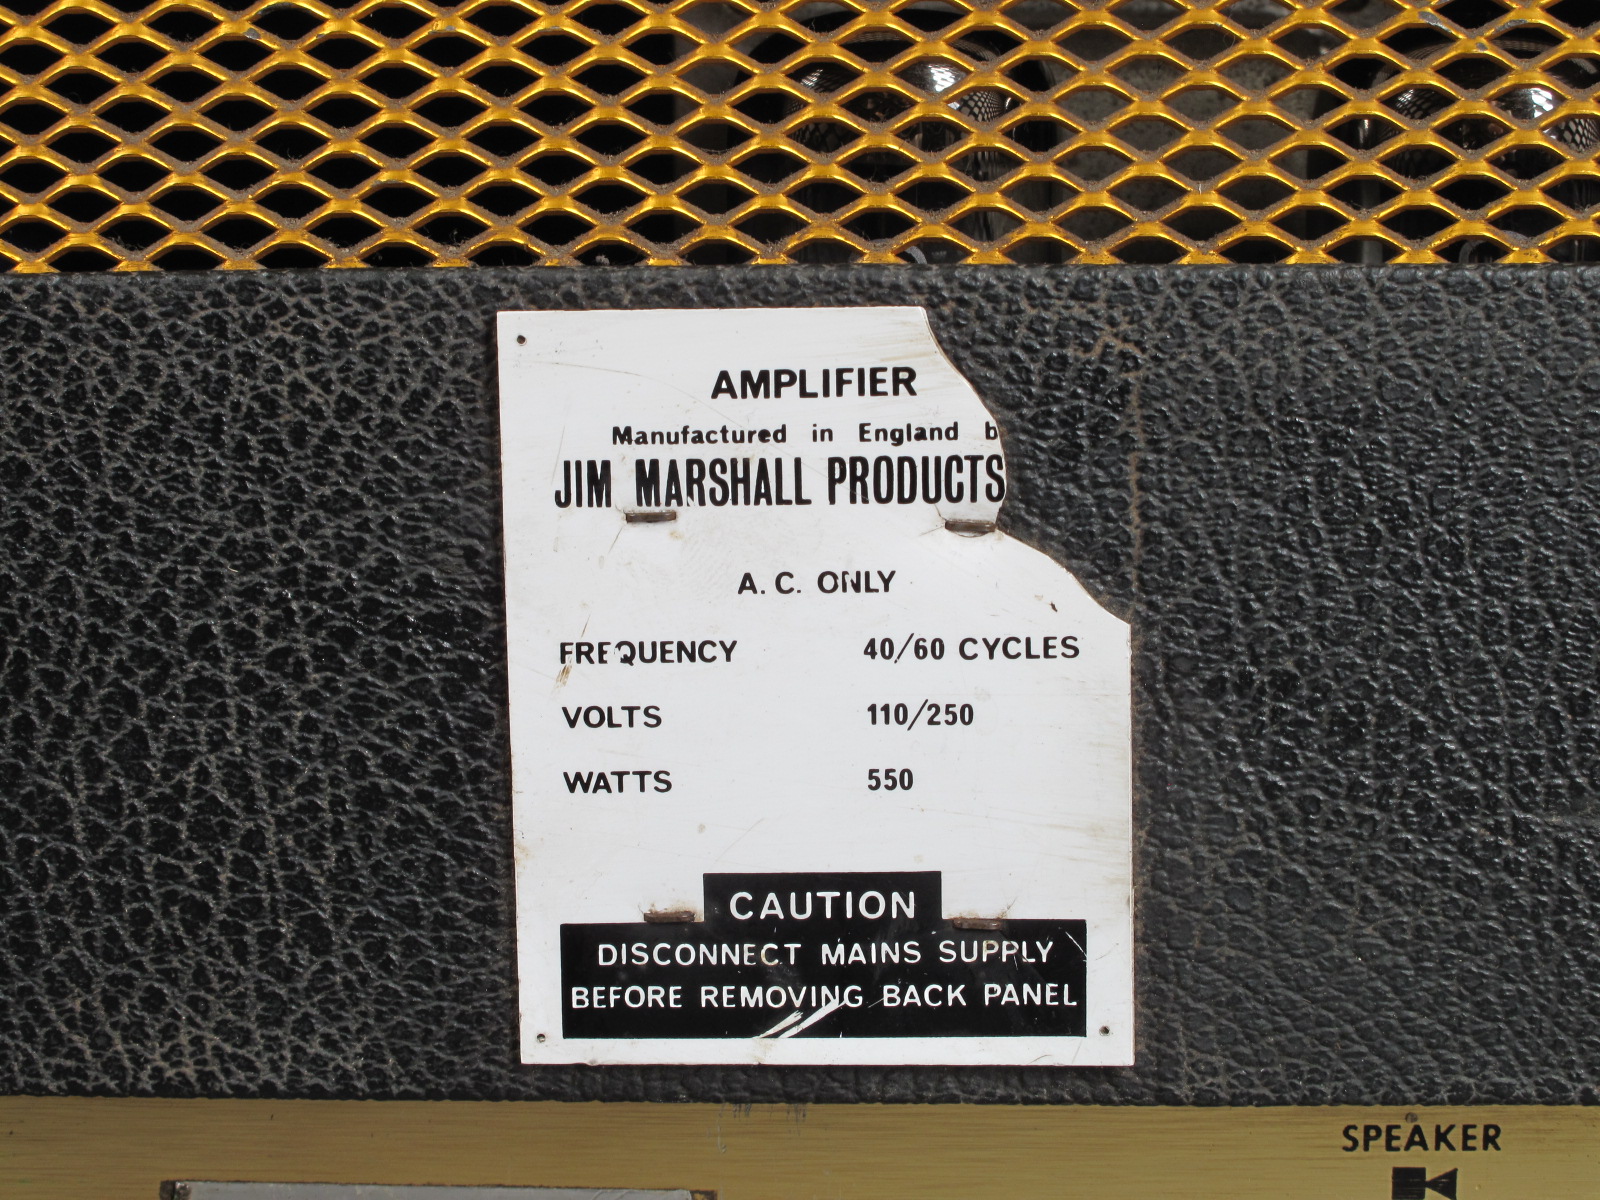 AMPLIFIER
Manufactured in England b
JIM MARSHALL PRODUCTS
A. C. ONLY
FREQUENCY 40/60 CYCLES
VOLTS 110/250
WATTS 550
CAUTION
DISCONNECT MAINS SUPPLY
BEFORE REMOVING BACK PANEL
SPEAKER